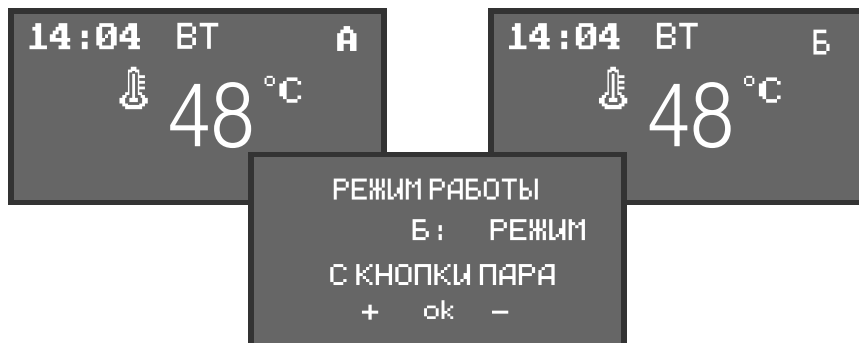 14:04 ВТ А
48 °C
14:04 ВТ Б
48 °C
РЕЖИМ РАБОТЫ
Б: РЕЖИМ
С КНОПКИ ПАРА
+ ok −